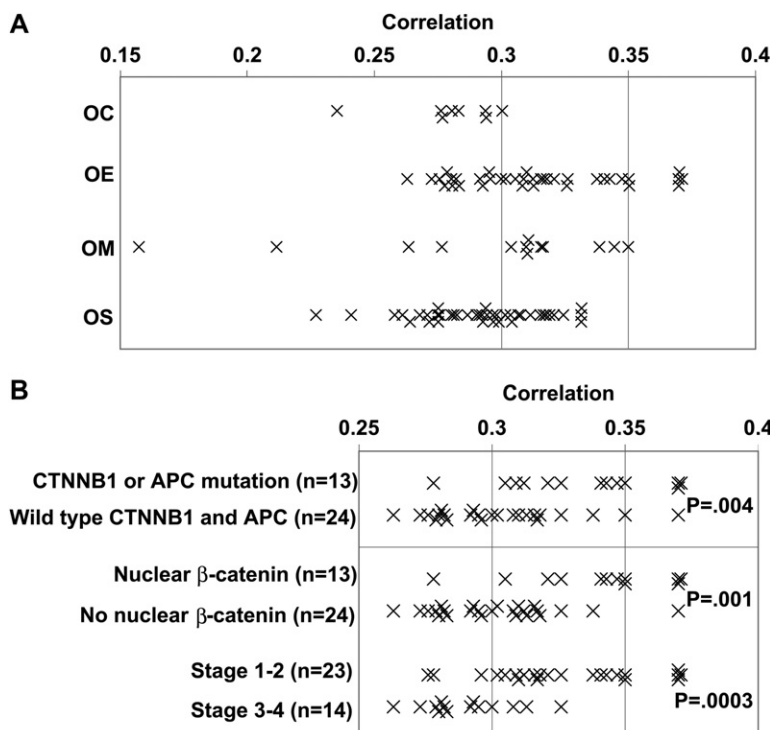 A
Correlation
0.15 0.2 0.25 0.3 0.35 0.4
OC
OE
OM
OS
B
Correlation
0.25 0.3 0.35 0.4
CTNNB1 or APC mutation (n=13)
P=.004
Wild type CTNNB1 and APC (n=24)
Nuclear β-catenin (n=13)
P=.001
No nuclear β-catenin (n=24)
Stage 1-2 (n=23)
P=.0003
Stage 3-4 (n=14)